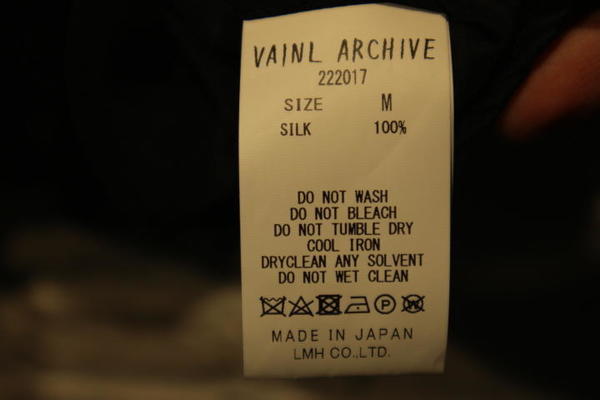 VAINL ARCHIVE
222017
SIZE M
SILK 100%
DO NOT WASH
DO NOT BLEACH
DO NOT TUMBLE DRY
COOL IRON
DRYCLEAN ANY SOLVENT
DO NOT WET CLEAN
P W
MADE IN JAPAN
LMH CO.,LTD.